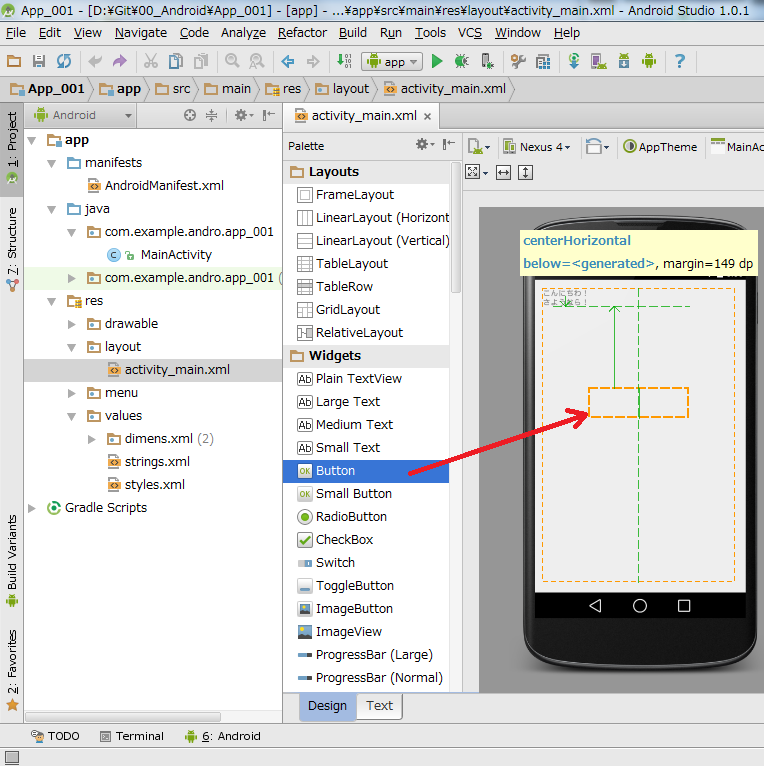 App_001 - [D:¥Git¥00_Android¥App_001] - [app] - ...¥app¥src¥main¥res¥layout¥activity_main.xml - Android Studio 1.0.1
File Edit View Navigate Code Analyze Refactor Build Run Tools VCS Window Help
app
App_001 app src main res layout activity_main.xml
1: Project
7: Structure
Build Variants
2: Favorites
Android
app
manifests
AndroidManifest.xml
java
com.example.andro.app_001
MainActivity
com.example.andro.app_001 (
res
drawable
layout
activity_main.xml
menu
values
dimens.xml (2)
strings.xml
styles.xml
Gradle Scripts
activity_main.xml
Palette
Layouts
FrameLayout
LinearLayout (Horizont
LinearLayout (Vertical)
TableLayout
TableRow
GridLayout
RelativeLayout
Widgets
Ab Plain TextView
Ab Large Text
Ab Medium Text
Ab Small Text
OK Button
OK Small Button
RadioButton
CheckBox
Switch
ToggleButton
ImageButton
ImageView
ProgressBar (Large)
ProgressBar (Normal)
Design Text
Nexus 4 AppTheme MainAc
centerHorizontal
below=<generated>, margin=149 dp
こんにちわ！
さようなら！
TODO Terminal 6: Android